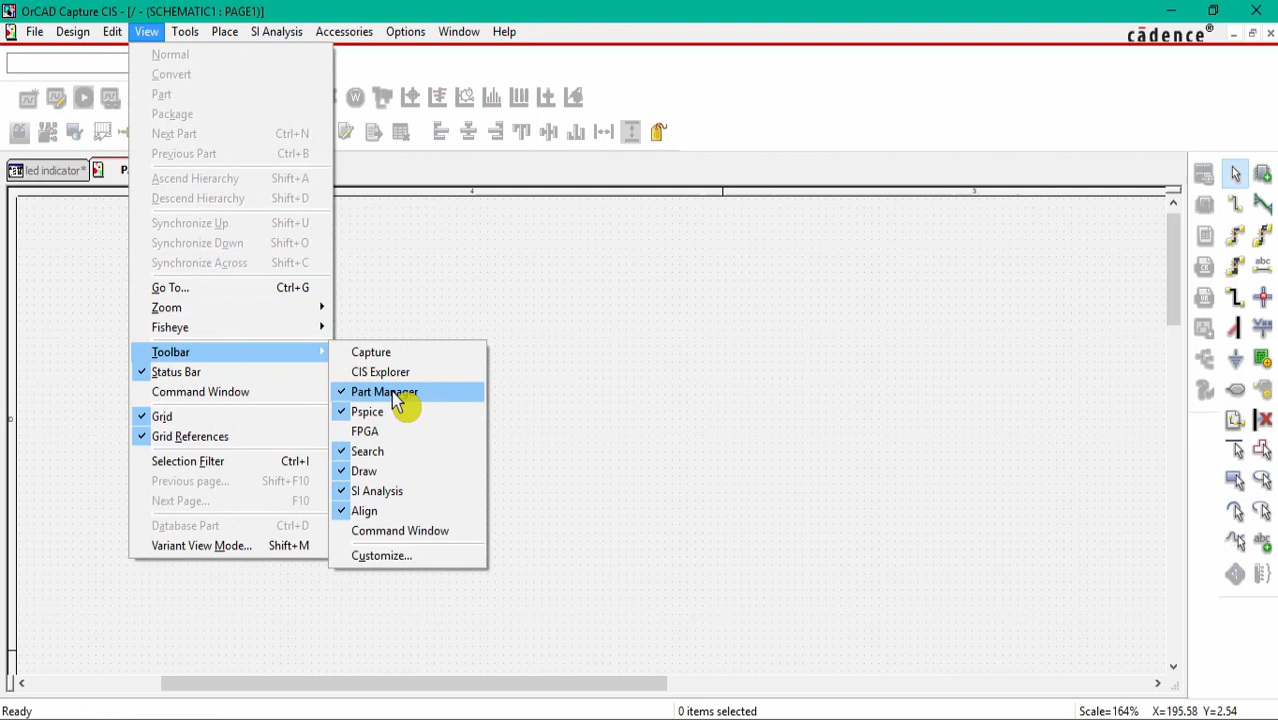 OrCAD Capture CIS - [/ - (SCHEMATIC1 : PAGE1)]
File Design Edit View Tools Place SI Analysis Accessories Options Window Help
cādence®
Normal
Convert
Part
Package
Next Part Ctrl+N
Previous Part Ctrl+B
led indicator*
P
Ascend Hierarchy Shift+A
Descend Hierarchy Shift+D
4
3
Synchronize Up Shift+U
Synchronize Down Shift+O
Synchronize Across Shift+C
Go To... Ctrl+G
Zoom
Fisheye
Toolbar
Status Bar
Command Window
Grid
Grid References
Selection Filter Ctrl+I
Previous page... Shift+F10
Next Page... F10
Database Part Ctrl+D
Variant View Mode... Shift+M
Capture
CIS Explorer
Part Manager
Pspice
FPGA
Search
Draw
SI Analysis
Align
Command Window
Customize...
Ready
0 items selected
Scale=164% X=195.58 Y=2.54